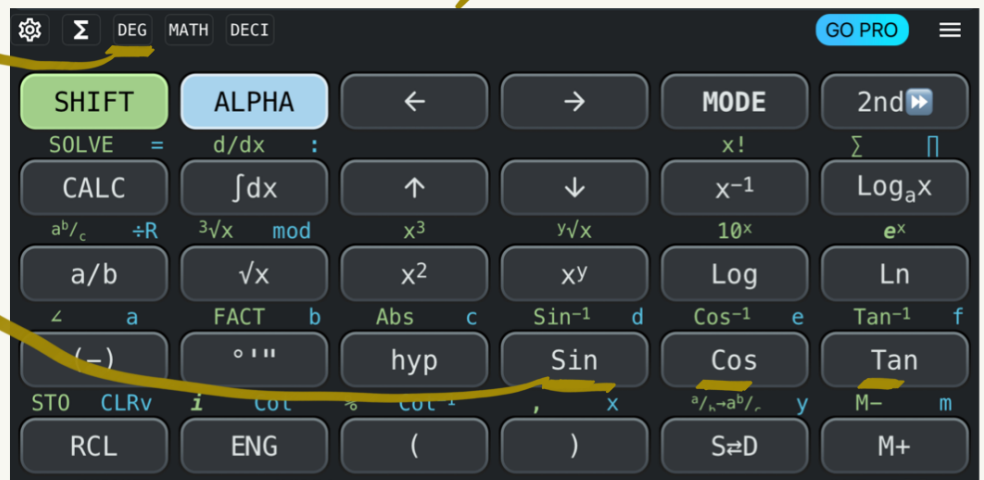 Σ DEG MATH DECI GO PRO
SHIFT ALPHA ← → MODE 2nd
SOLVE = d/dx : x! ∑ ∏
CALC ∫dx ↑ ↓ x⁻¹ Logₐx
aᵇ/c ÷R ³√x mod x³ ʸ√x 10ˣ eˣ
a/b √x x² xʸ Log Ln
∠ a FACT b Abs c Sin⁻¹ d Cos⁻¹ e Tan⁻¹ f
(−) °'" hyp Sin Cos Tan
STO CLRv i Cot % Cot⁻¹ , x a/b→aᵇ/c y M− m
RCL ENG ( ) S⇄D M+